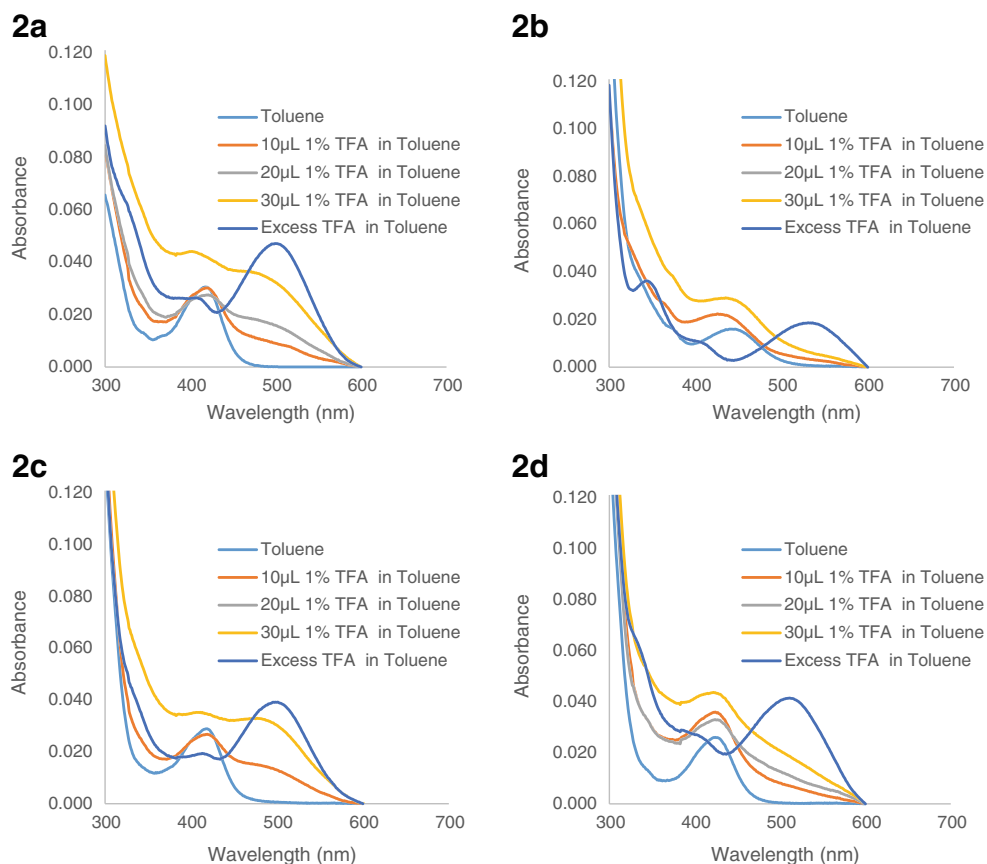 2a
0.120
0.100
0.080
0.060
0.040
0.020
0.000
300 400 500 600 700
Absorbance
Wavelength (nm)
Toluene
10µL 1% TFA in Toluene
20µL 1% TFA in Toluene
30µL 1% TFA in Toluene
Excess TFA in Toluene
2b
0.120
0.100
0.080
0.060
0.040
0.020
0.000
300 400 500 600 700
Absorbance
Wavelength (nm)
Toluene
10µL 1% TFA in Toluene
20µL 1% TFA in Toluene
30µL 1% TFA in Toluene
Excess TFA in Toluene
2c
0.120
0.100
0.080
0.060
0.040
0.020
0.000
300 400 500 600 700
Absorbance
Wavelength (nm)
Toluene
10µL 1% TFA in Toluene
20µL 1% TFA in Toluene
30µL 1% TFA in Toluene
Excess TFA in Toluene
2d
0.120
0.100
0.080
0.060
0.040
0.020
0.000
300 400 500 600 700
Absorbance
Wavelength (nm)
Toluene
10µL 1% TFA in Toluene
20µL 1% TFA in Toluene
30µL 1% TFA in Toluene
Excess TFA in Toluene